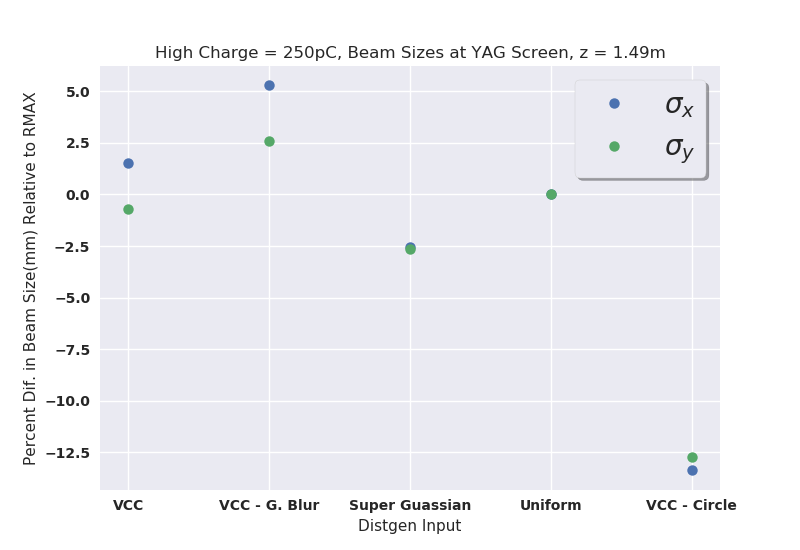 High Charge = 250pC, Beam Sizes at YAG Screen, z = 1.49m
Percent Dif. in Beam Size(mm) Relative to RMAX
5.0
2.5
0.0
−2.5
−5.0
−7.5
−10.0
−12.5
σx
σy
VCC VCC - G. Blur Super Guassian Uniform VCC - Circle
Distgen Input